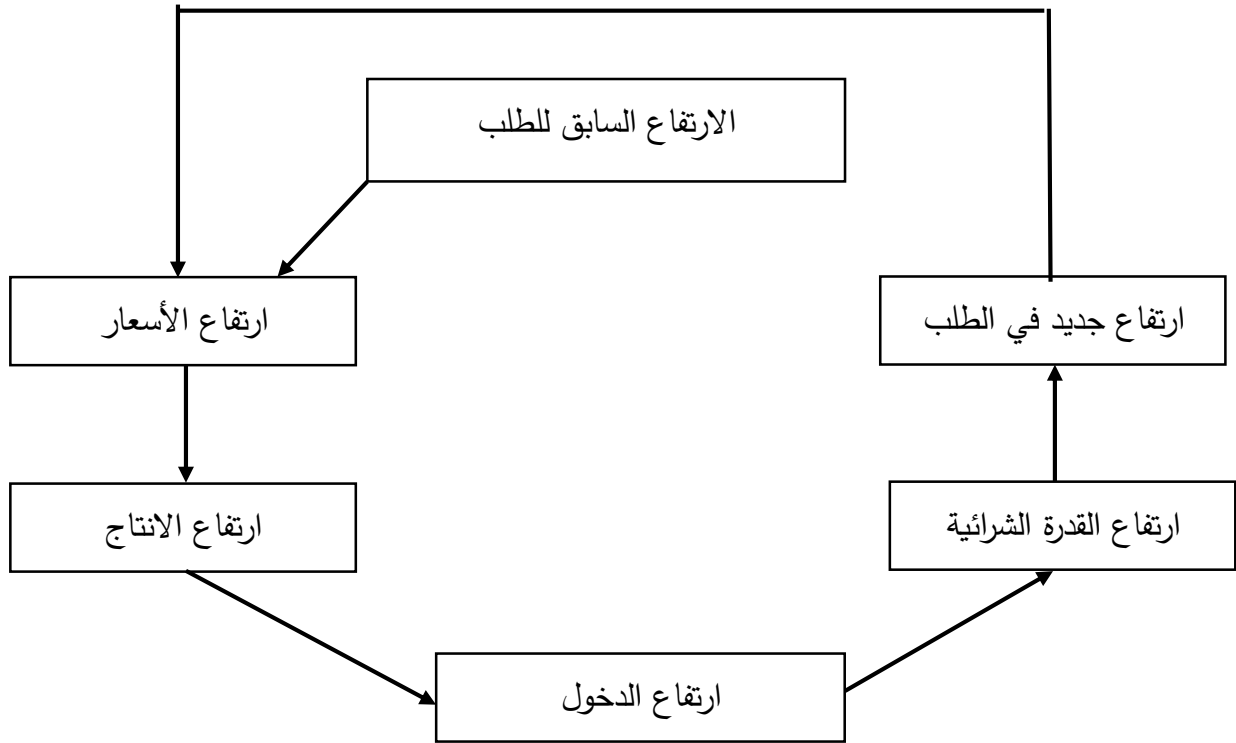 الارتفاع السابق للطلب
ارتفاع الأسعار
ارتفاع جديد في الطلب
ارتفاع الانتاج
ارتفاع القدرة الشرائية
ارتفاع الدخول